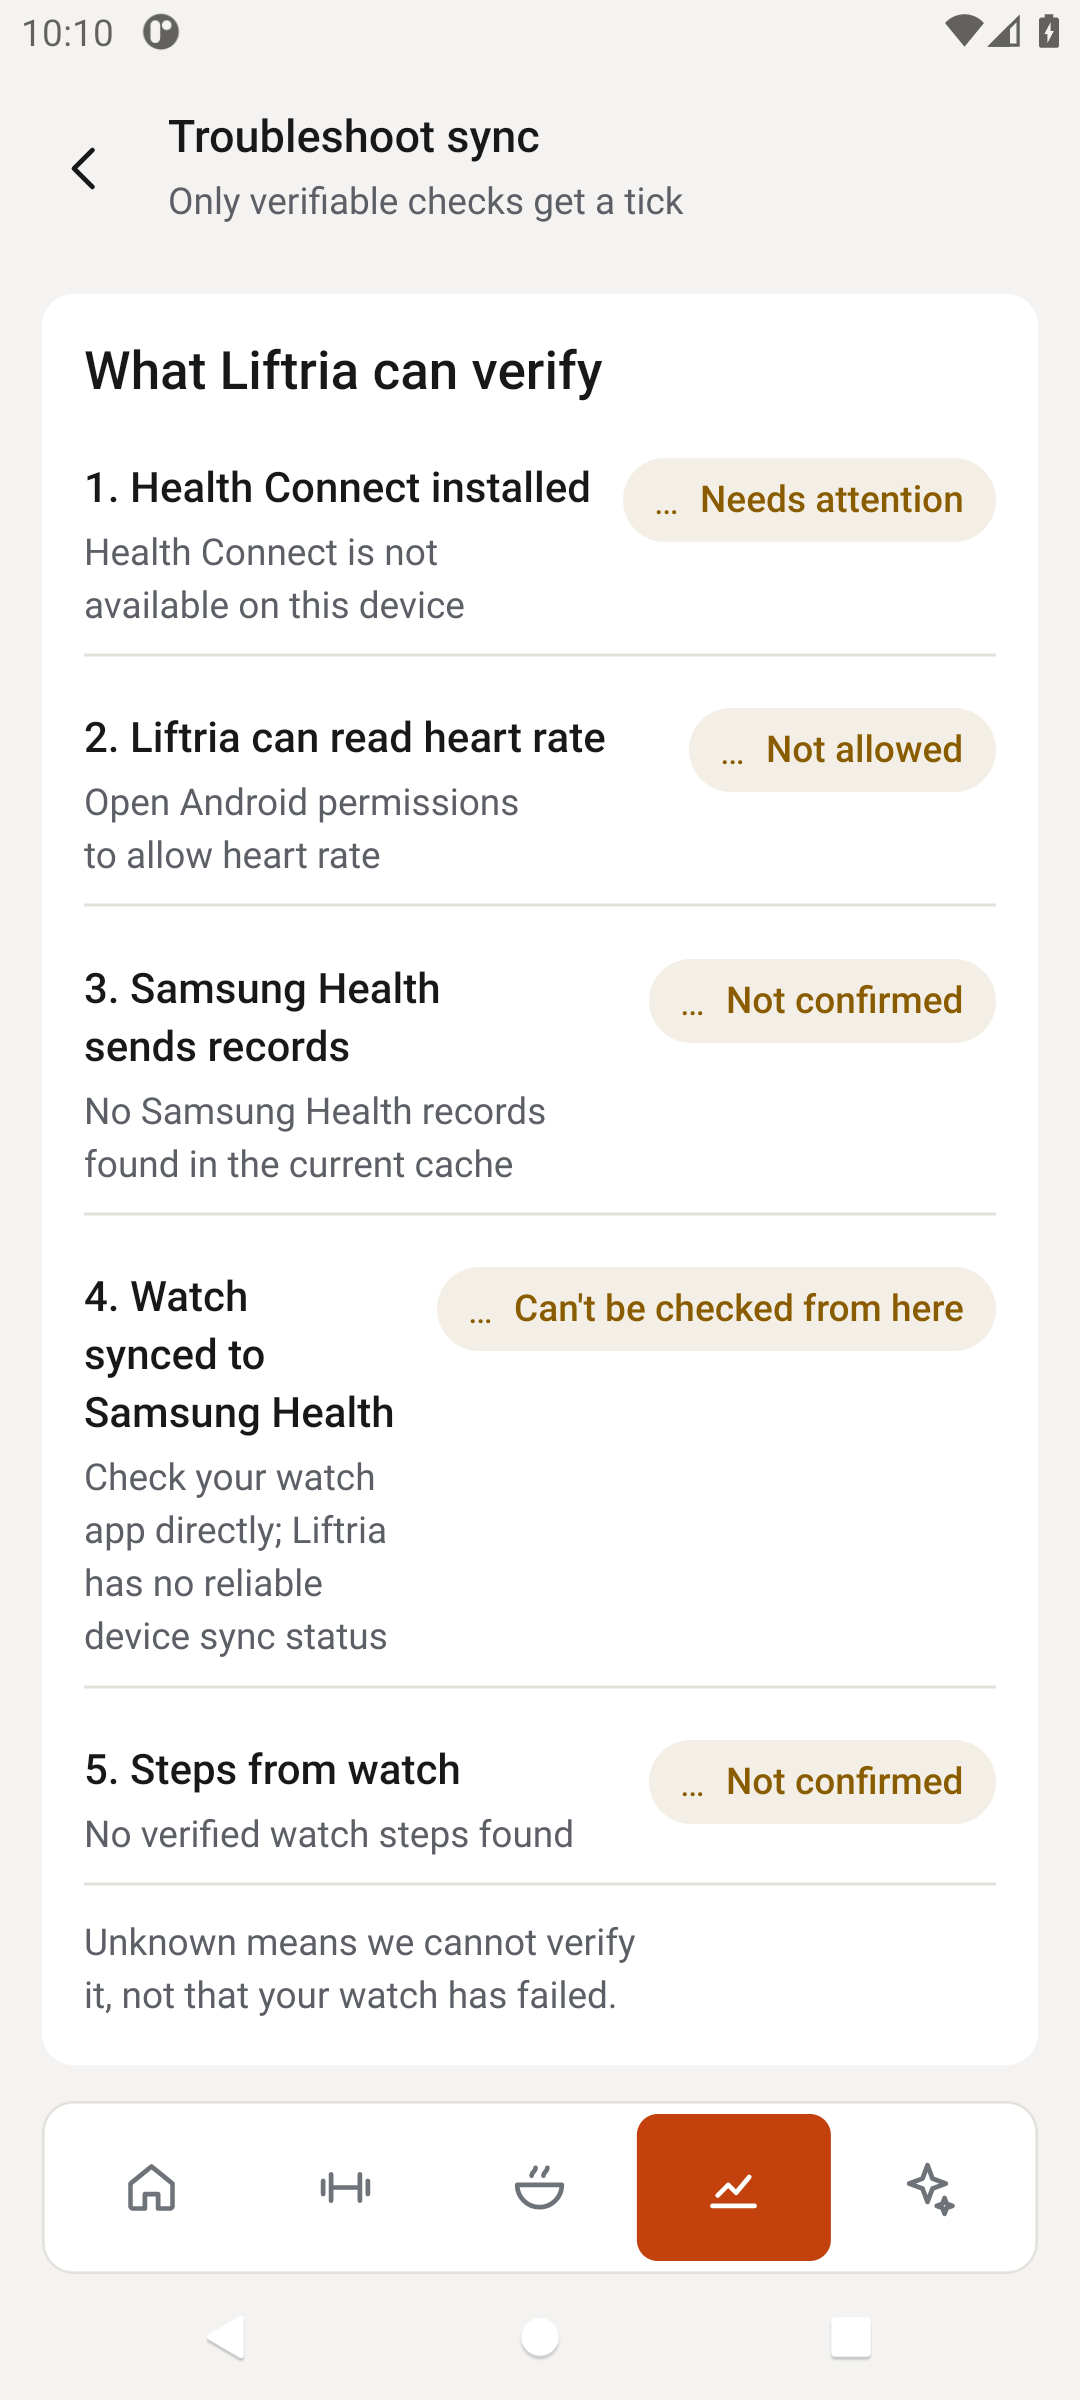 10:10
Troubleshoot sync
Only verifiable checks get a tick
What Liftria can verify
1. Health Connect installed
... Needs attention
Health Connect is not
available on this device
2. Liftria can read heart rate
... Not allowed
Open Android permissions
to allow heart rate
3. Samsung Health
sends records
... Not confirmed
No Samsung Health records
found in the current cache
4. Watch
synced to
Samsung Health
... Can't be checked from here
Check your watch
app directly; Liftria
has no reliable
device sync status
5. Steps from watch
... Not confirmed
No verified watch steps found
Unknown means we cannot verify
it, not that your watch has failed.